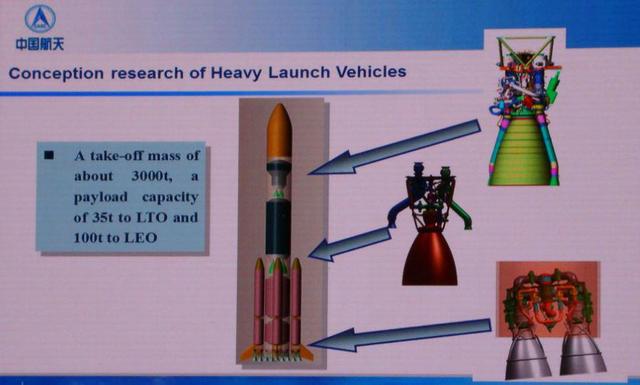 中国航天
Conception research of Heavy Launch Vehicles
■ A take-off mass of
about 3000t, a
payload capacity
of 35t to LTO and
100t to LEO